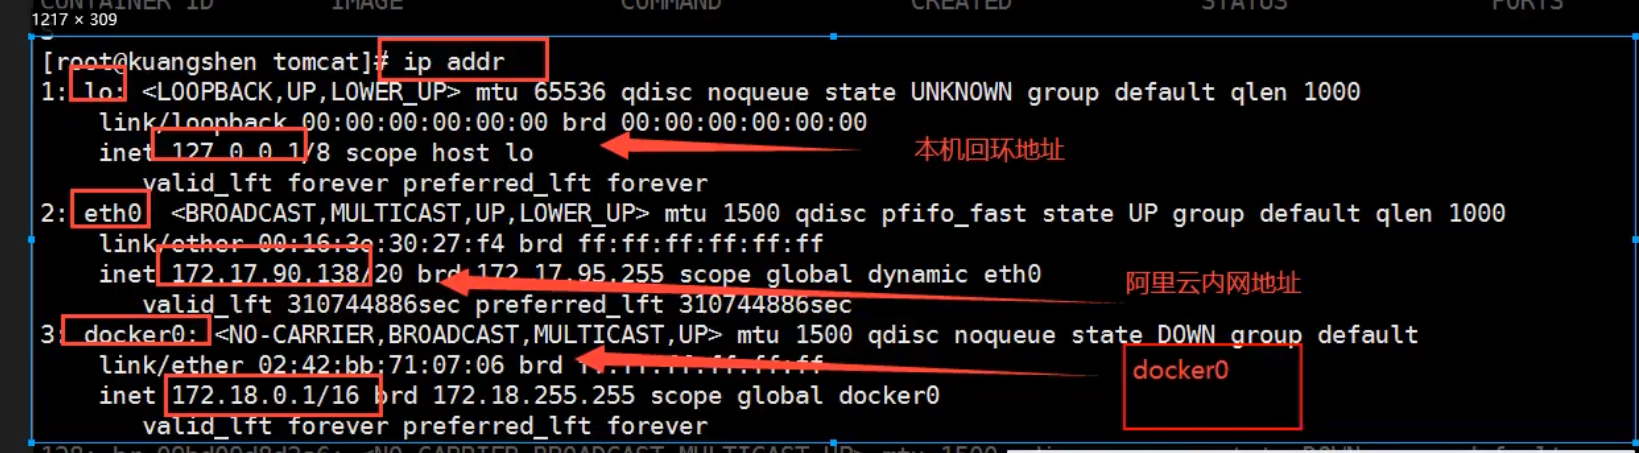 CONTAINER ID IMAGE COMMAND CREATED STATUS PORTS
1217 × 309
[root@kuangshen tomcat]# ip addr
1: lo: <LOOPBACK,UP,LOWER_UP> mtu 65536 qdisc noqueue state UNKNOWN group default qlen 1000
link/loopback 00:00:00:00:00:00 brd 00:00:00:00:00:00
inet 127.0.0.1/8 scope host lo
本机回环地址
valid_lft forever preferred_lft forever
2: eth0 <BROADCAST,MULTICAST,UP,LOWER_UP> mtu 1500 qdisc pfifo_fast state UP group default qlen 1000
link/ether 00:16:3e:30:27:f4 brd ff:ff:ff:ff:ff:ff
inet 172.17.90.138/20 brd 172.17.95.255 scope global dynamic eth0
阿里云内网地址
valid_lft 310744886sec preferred_lft 310744886sec
3: docker0: <NO-CARRIER,BROADCAST,MULTICAST,UP> mtu 1500 qdisc noqueue state DOWN group default
link/ether 02:42:bb:71:07:06 brd ff:ff:ff:ff:ff:ff
docker0
inet 172.18.0.1/16 brd 172.18.255.255 scope global docker0
valid_lft forever preferred_lft forever